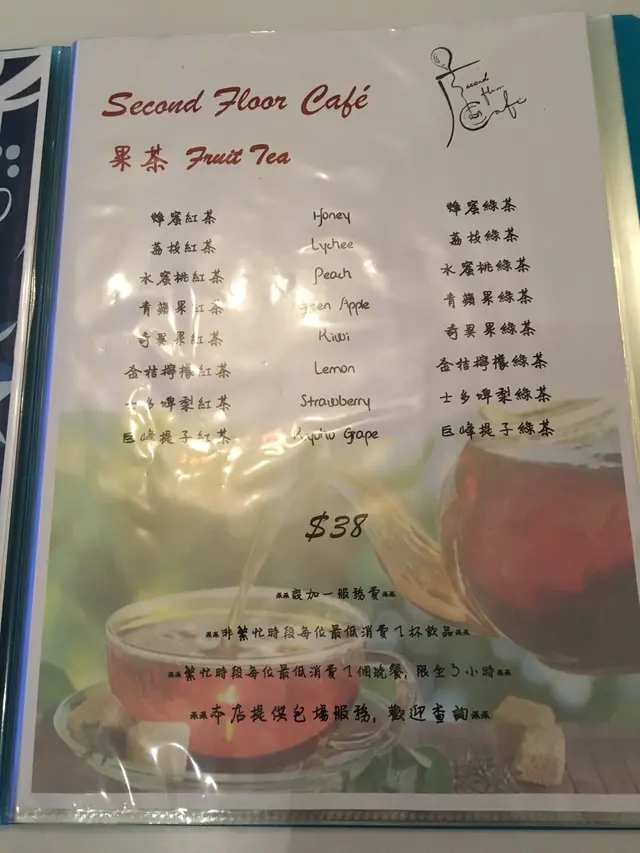 Second Floor Café
Second
floor
Cafe
果茶 Fruit Tea
蜂蜜紅茶 Honey 蜂蜜綠茶
荔枝紅茶 Lychee 荔枝綠茶
水蜜桃紅茶 Peach 水蜜桃綠茶
青蘋果紅茶 Green Apple 青蘋果綠茶
奇異果紅茶 Kiwi 奇異果綠茶
金桔檸檬紅茶 Lemon 金桔檸檬綠茶
士多啤梨紅茶 Strawberry 士多啤梨綠茶
巨峰提子紅茶 Kyoho Grape 巨峰提子綠茶
$38
**設加一服務費**
**非繁忙時段每位最低消費1杯飲品**
**繁忙時段每位最低消費1個晚餐, 限坐3小時**
**本店提供包場服務, 歡迎查詢**